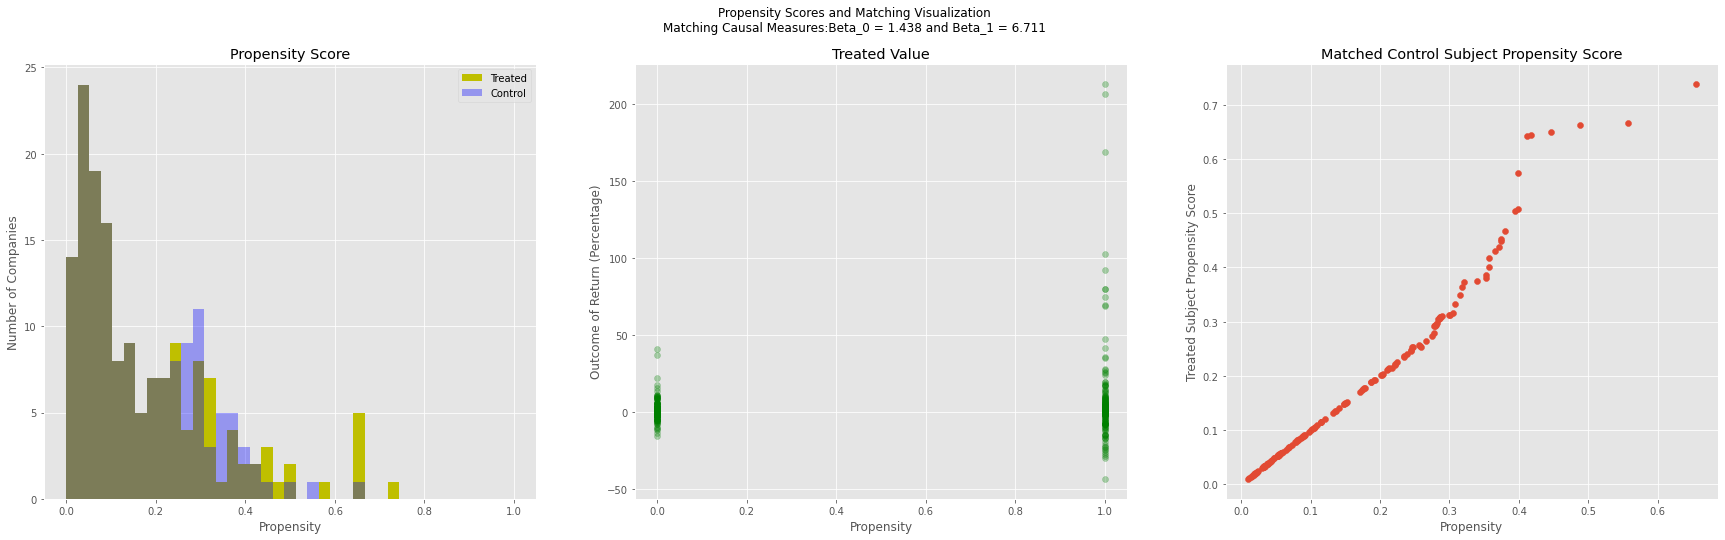 Propensity Scores and Matching Visualization
Matching Causal Measures:Beta_0 = 1.438 and Beta_1 = 6.711
Propensity Score
25
20
15
10
5
0
Number of Companies
Treated
Control
0.0 0.2 0.4 0.6 0.8 1.0
Propensity
Treated Value
200
150
100
50
0
−50
Outcome of Return (Percentage)
0.0 0.2 0.4 0.6 0.8 1.0
Propensity
Matched Control Subject Propensity Score
0.7
0.6
0.5
0.4
0.3
0.2
0.1
0.0
Treated Subject Propensity Score
0.0 0.1 0.2 0.3 0.4 0.5 0.6
Propensity